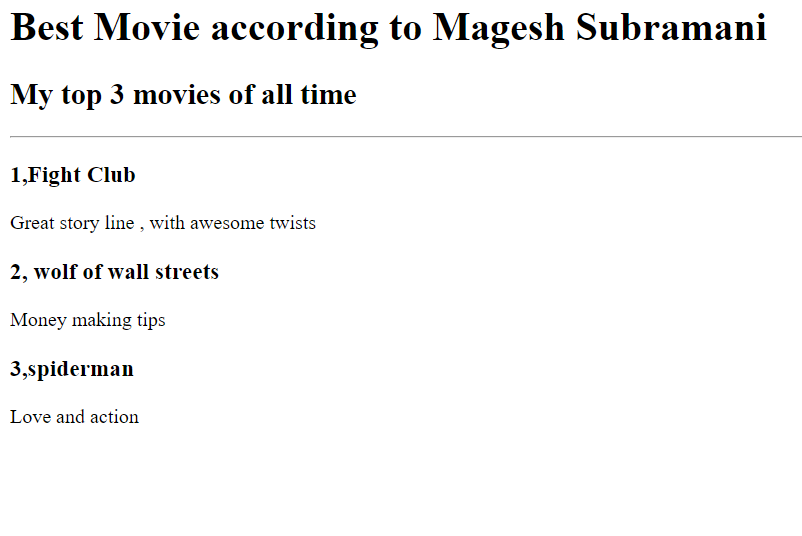 Best Movie according to Magesh Subramani
My top 3 movies of all time
1,Fight Club
Great story line , with awesome twists
2, wolf of wall streets
Money making tips
3,spiderman
Love and action